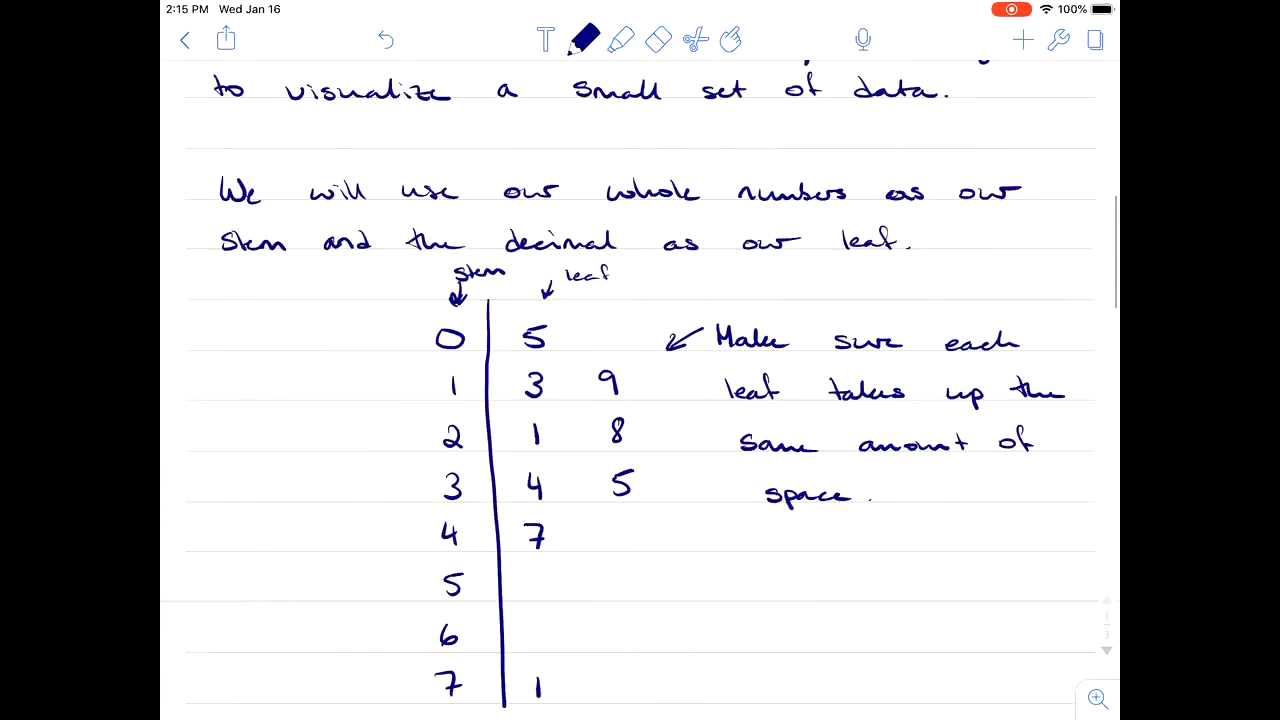 2:15 PM Wed Jan 16
100%
T
to visualize a small set of data.
We will use our whole numbers as our
stem and the decimal as our leaf.
stem leaf
0 5
1 3 9
2 1 8
3 4 5
4 7
5
6
7 1
Make sure each
leaf takes up the
same amount of
space.